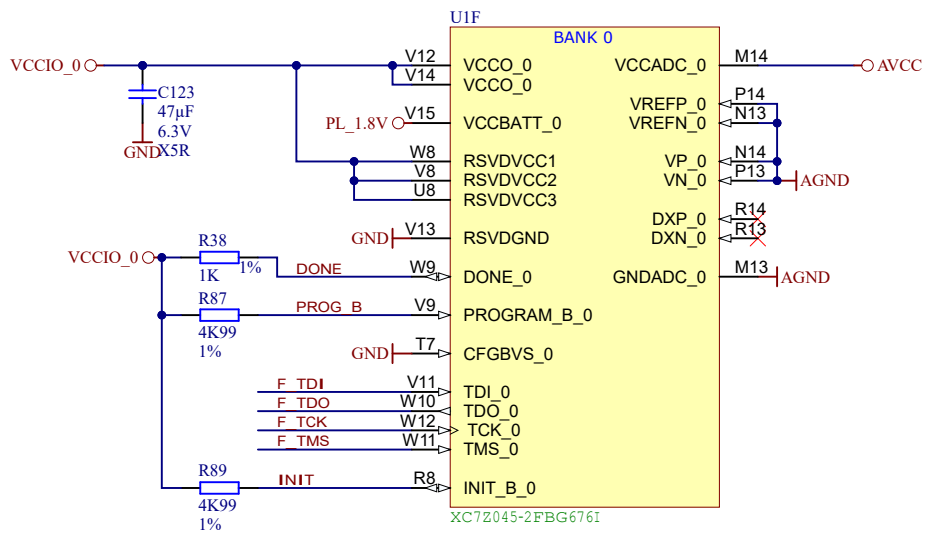 U1F
BANK 0
VCCIO_0
V12
VCCO_0
VCCADC_0
M14
AVCC
V14
VCCO_0
C123
47µF
6.3V
X5R
GND
PL_1.8V
V15
VCCBATT_0
VREFP_0
P14
VREFN_0
N13
W8
RSVDVCC1
VP_0
N14
V8
RSVDVCC2
VN_0
P13
AGND
U8
RSVDVCC3
DXP_0
R14
GND
V13
RSVDGND
DXN_0
R13
VCCIO_0
R38
1K
1%
DONE
W9
DONE_0
GNDADC_0
M13
AGND
R87
4K99
1%
PROG_B
V9
PROGRAM_B_0
GND
T7
CFGBVS_0
F_TDI
V11
TDI_0
F_TDO
W10
TDO_0
F_TCK
W12
TCK_0
F_TMS
W11
TMS_0
R89
4K99
1%
INIT
R8
INIT_B_0
XC7Z045-2FBG676I